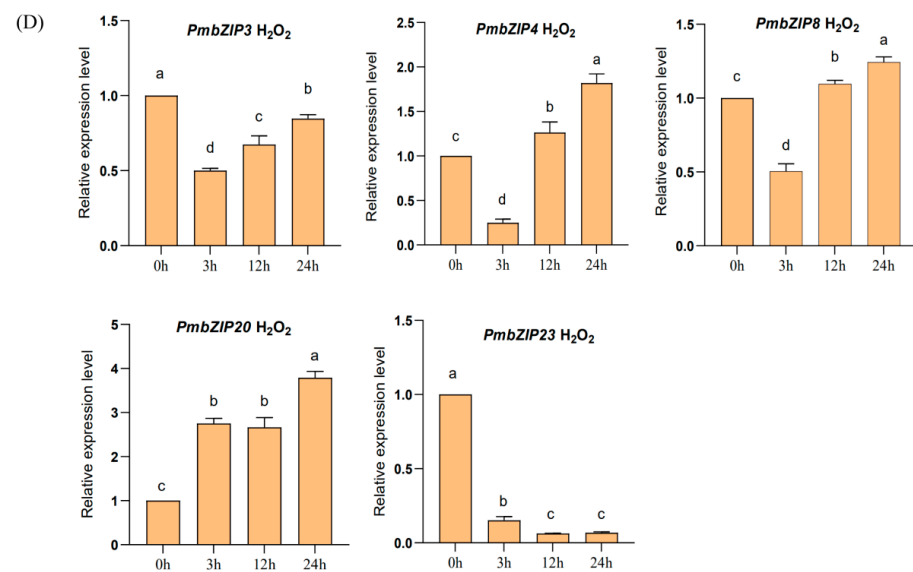 (D)
PmbZIP3 H₂O₂
Relative expression level
1.5
1.0
0.5
0.0
a
d
c
b
0h 3h 12h 24h
PmbZIP4 H₂O₂
Relative expression level
2.5
2.0
1.5
1.0
0.5
0.0
c
d
b
a
0h 3h 12h 24h
PmbZIP8 H₂O₂
Relative expression level
1.5
1.0
0.5
0.0
c
d
b
a
0h 3h 12h 24h
PmbZIP20 H₂O₂
Relative expression level
5
4
3
2
1
0
c
b
b
a
0h 3h 12h 24h
PmbZIP23 H₂O₂
Relative expression level
1.5
1.0
0.5
0.0
a
b
c
c
0h 3h 12h 24h